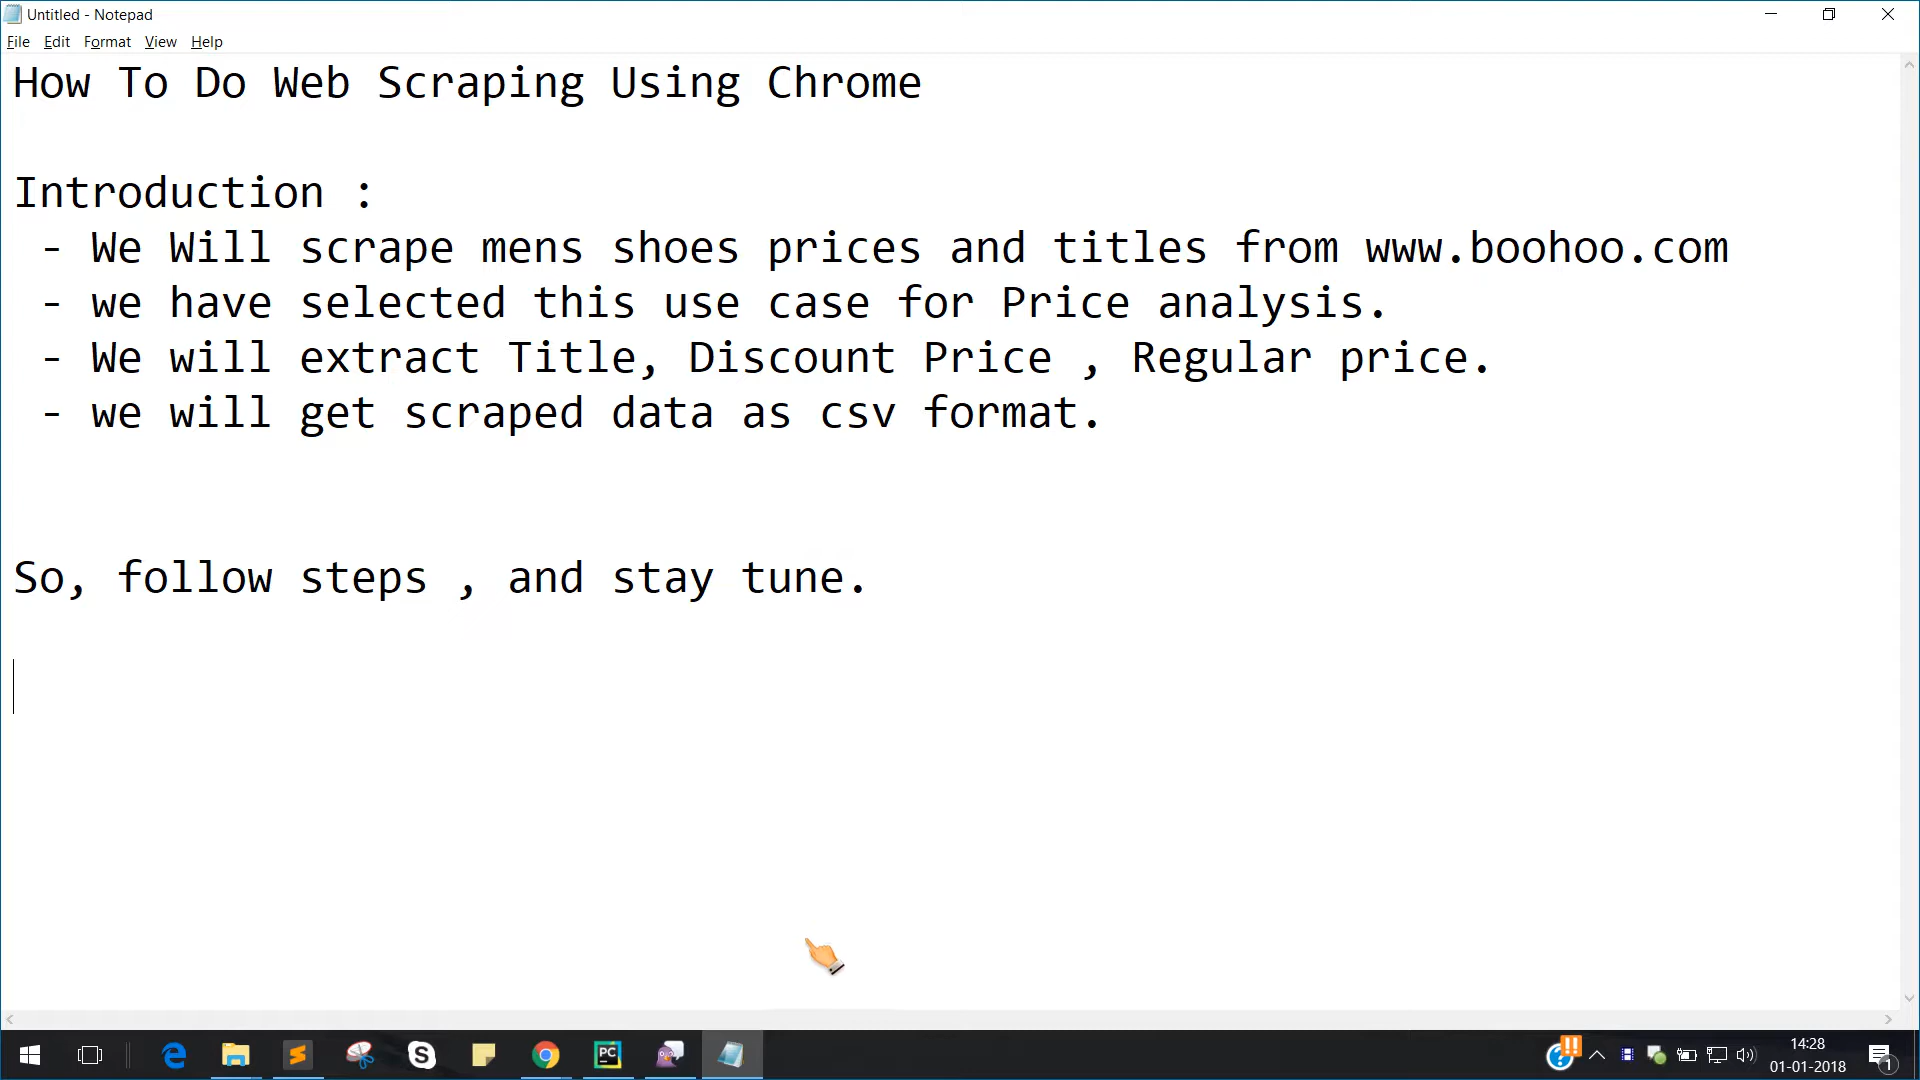 Untitled - Notepad
File Edit Format View Help
How To Do Web Scraping Using Chrome
Introduction :
- We Will scrape mens shoes prices and titles from www.boohoo.com
- we have selected this use case for Price analysis.
- We will extract Title, Discount Price , Regular price.
- we will get scraped data as csv format.
So, follow steps , and stay tune.
14:28
01-01-2018
1